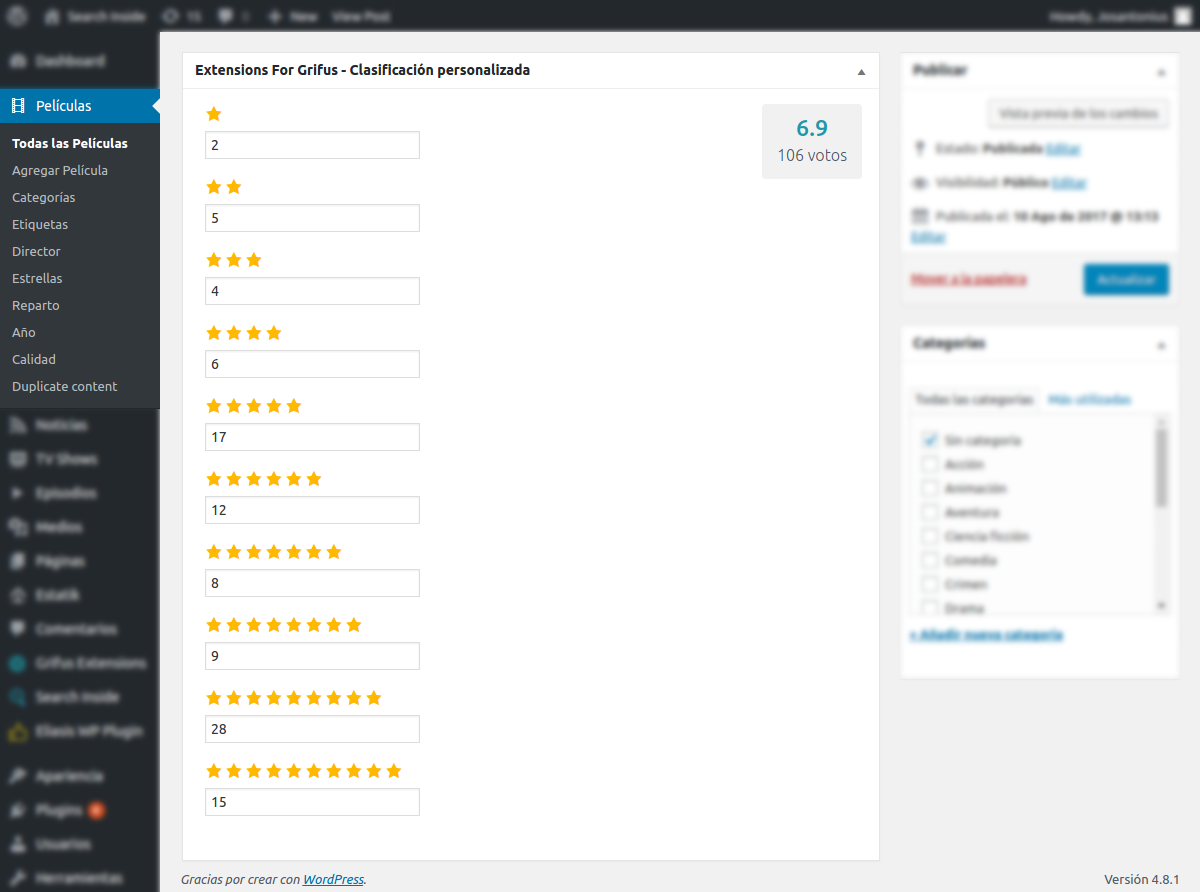 Search Inside
15
New
View Post
Howdy, Josantonius
Dashboard
Películas
Todas las Películas
Agregar Película
Categorías
Etiquetas
Director
Estrellas
Reparto
Año
Calidad
Duplicate content
Noticias
TV Shows
Episodios
Medios
Páginas
Estatik
Comentarios
Grifus Extensions
Search Inside
Eliasis WP Plugin
Apariencia
Plugins
Usuarios
Herramientas
Extensions For Grifus - Clasificación personalizada
6.9
106 votos
2
5
4
6
17
12
8
9
28
15
Publicar
Vista previa de los cambios
Estado: Publicada Editar
Visibilidad: Público Editar
Publicada el: 10 Ago de 2017 @ 13:13
Editar
Mover a la papelera
Actualizar
Categorías
Todas las categorías
Más utilizadas
Sin categoría
Acción
Animación
Aventura
Ciencia ficción
Comedia
Crimen
Drama
+ Añadir nueva categoría
Gracias por crear con WordPress.
Versión 4.8.1